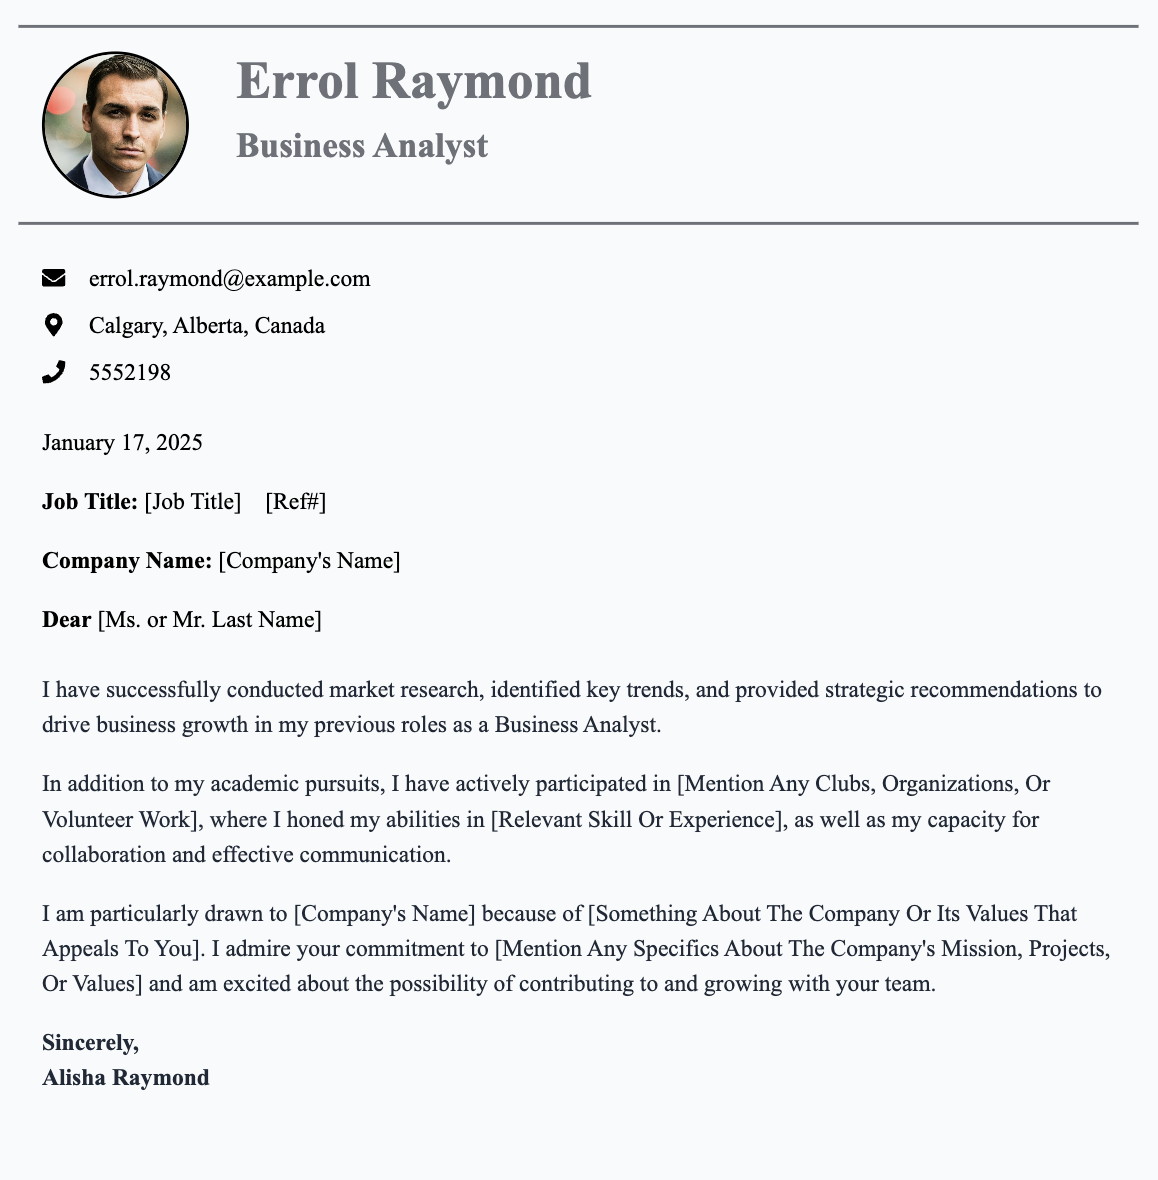 Errol Raymond
Business Analyst
errol.raymond@example.com
Calgary, Alberta, Canada
5552198
January 17, 2025
Job Title: [Job Title] [Ref#]
Company Name: [Company's Name]
Dear [Ms. or Mr. Last Name]
I have successfully conducted market research, identified key trends, and provided strategic recommendations to
drive business growth in my previous roles as a Business Analyst.
In addition to my academic pursuits, I have actively participated in [Mention Any Clubs, Organizations, Or
Volunteer Work], where I honed my abilities in [Relevant Skill Or Experience], as well as my capacity for
collaboration and effective communication.
I am particularly drawn to [Company's Name] because of [Something About The Company Or Its Values That
Appeals To You]. I admire your commitment to [Mention Any Specifics About The Company's Mission, Projects,
Or Values] and am excited about the possibility of contributing to and growing with your team.
Sincerely,
Alisha Raymond